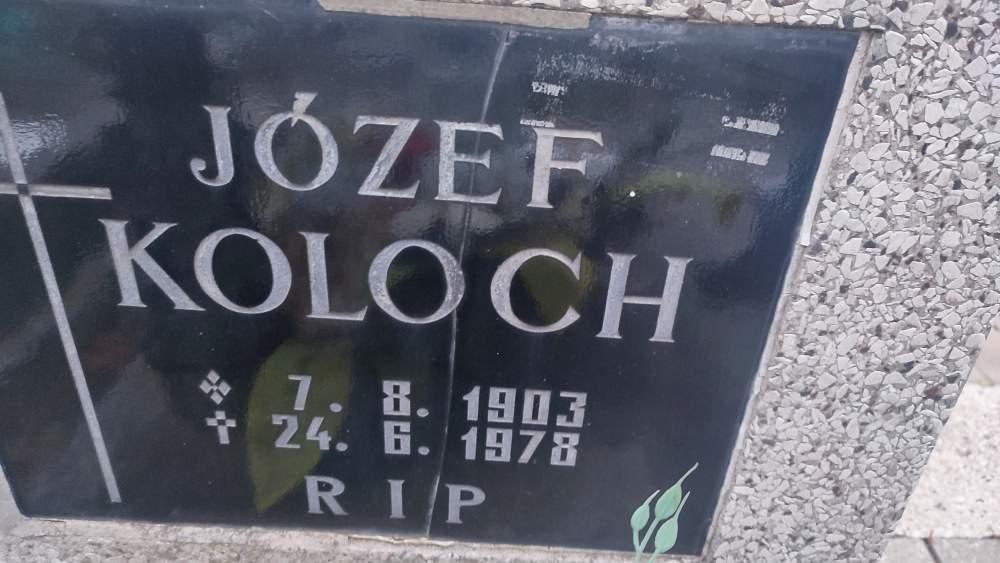 JÓZEF
KOLOCH
7. 8. 1903
24. 6. 1978
RIP